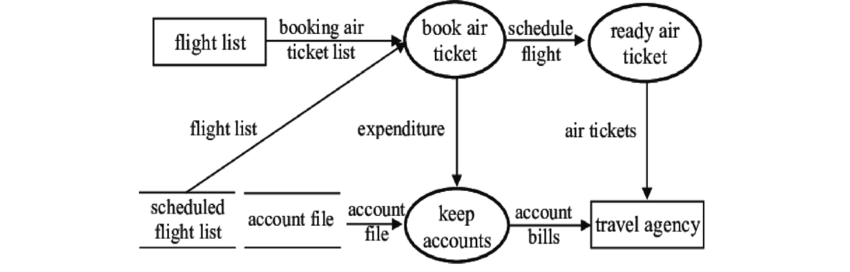 flight list
booking air
ticket list
book air
ticket
schedule
flight
ready air
ticket
flight list
expenditure
air tickets
scheduled
flight list
account file
account
file
keep
accounts
account
bills
travel agency